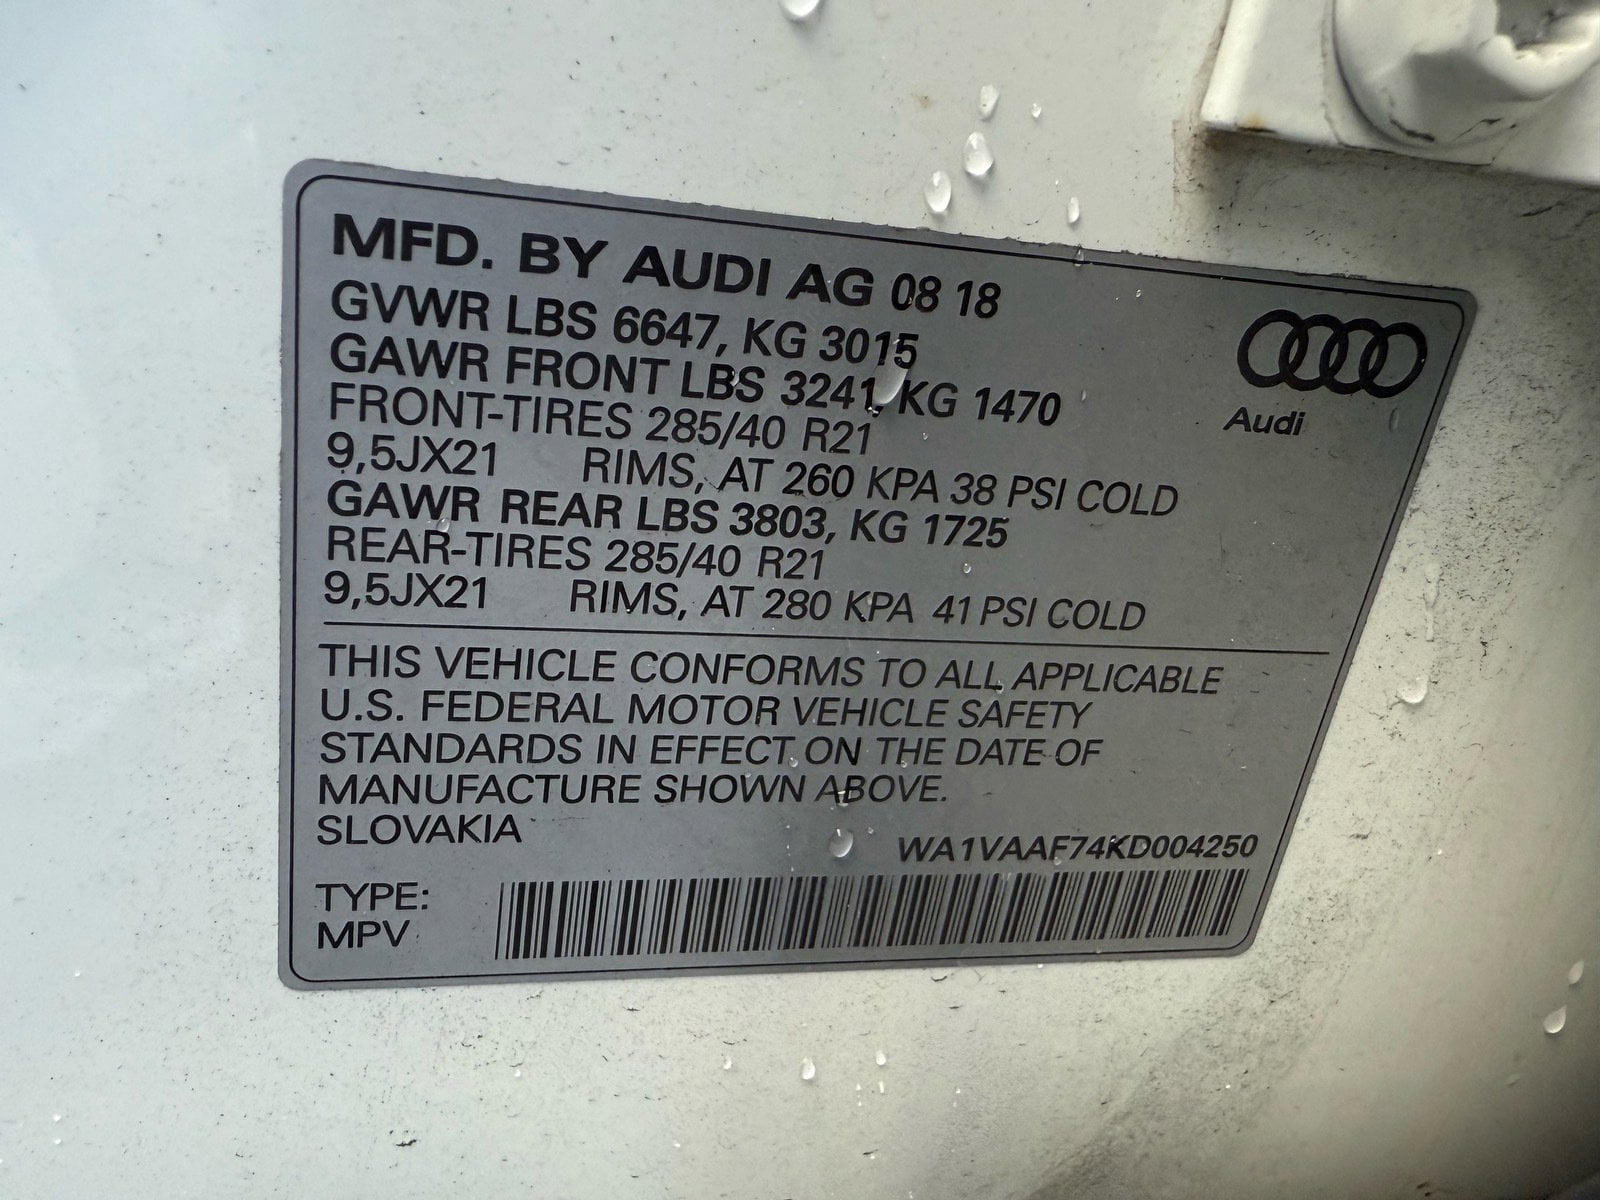 MFD. BY AUDI AG 08 18
GVWR LBS 6647, KG 3015
GAWR FRONT LBS 3241, KG 1470
FRONT-TIRES 285/40 R21
9,5JX21 RIMS, AT 260 KPA 38 PSI COLD
GAWR REAR LBS 3803, KG 1725
REAR-TIRES 285/40 R21
9,5JX21 RIMS, AT 280 KPA 41 PSI COLD
Audi
THIS VEHICLE CONFORMS TO ALL APPLICABLE
U.S. FEDERAL MOTOR VEHICLE SAFETY
STANDARDS IN EFFECT ON THE DATE OF
MANUFACTURE SHOWN ABOVE.
SLOVAKIA
WA1VAAF74KD004250
TYPE:
MPV